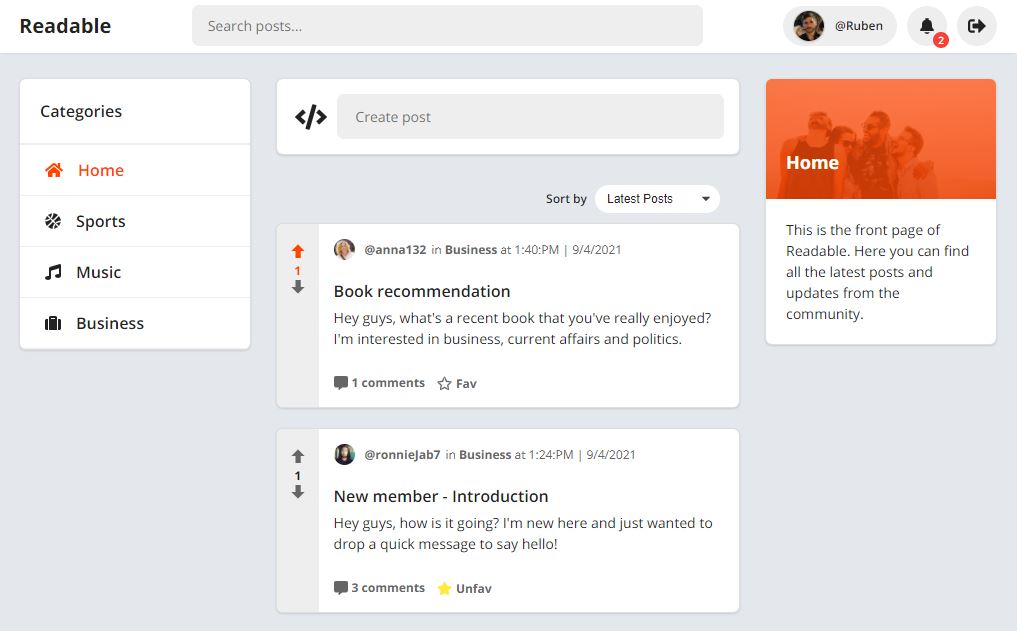 Readable
Search posts...
@Ruben
2
Categories
Home
Sports
Music
Business
Create post
Sort by
Latest Posts
1
@anna132 in Business at 1:40:PM | 9/4/2021
Book recommendation
Hey guys, what's a recent book that you've really enjoyed?
I'm interested in business, current affairs and politics.
1 comments
Fav
1
@ronnieJab7 in Business at 1:24:PM | 9/4/2021
New member - Introduction
Hey guys, how is it going? I'm new here and just wanted to
drop a quick message to say hello!
3 comments
Unfav
Home
This is the front page of
Readable. Here you can find
all the latest posts and
updates from the
community.